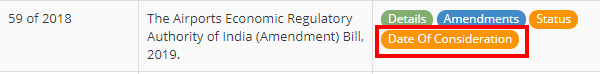 59 of 2018
The Airports Economic Regulatory
Authority of India (Amendment) Bill,
2019.
Details Amendments Status
Date Of Consideration